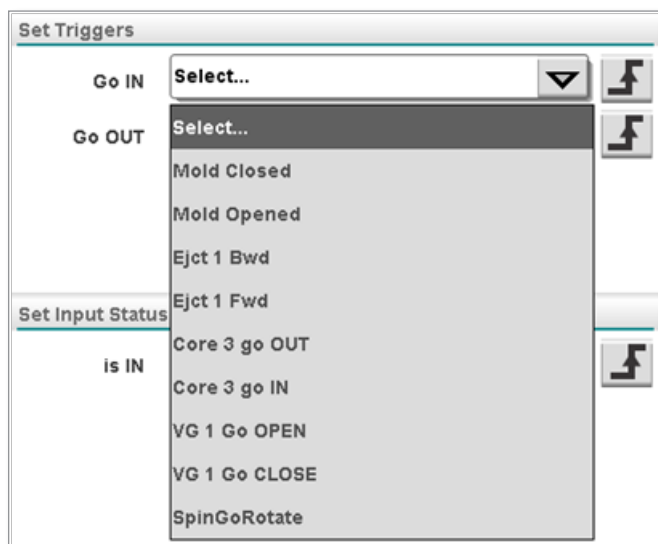 Set Triggers
Go IN
Select...
Go OUT
Select...
Mold Closed
Mold Opened
Ejct 1 Bwd
Ejct 1 Fwd
Set Input Status
Core 3 go OUT
is IN
Core 3 go IN
VG 1 Go OPEN
VG 1 Go CLOSE
SpinGoRotate